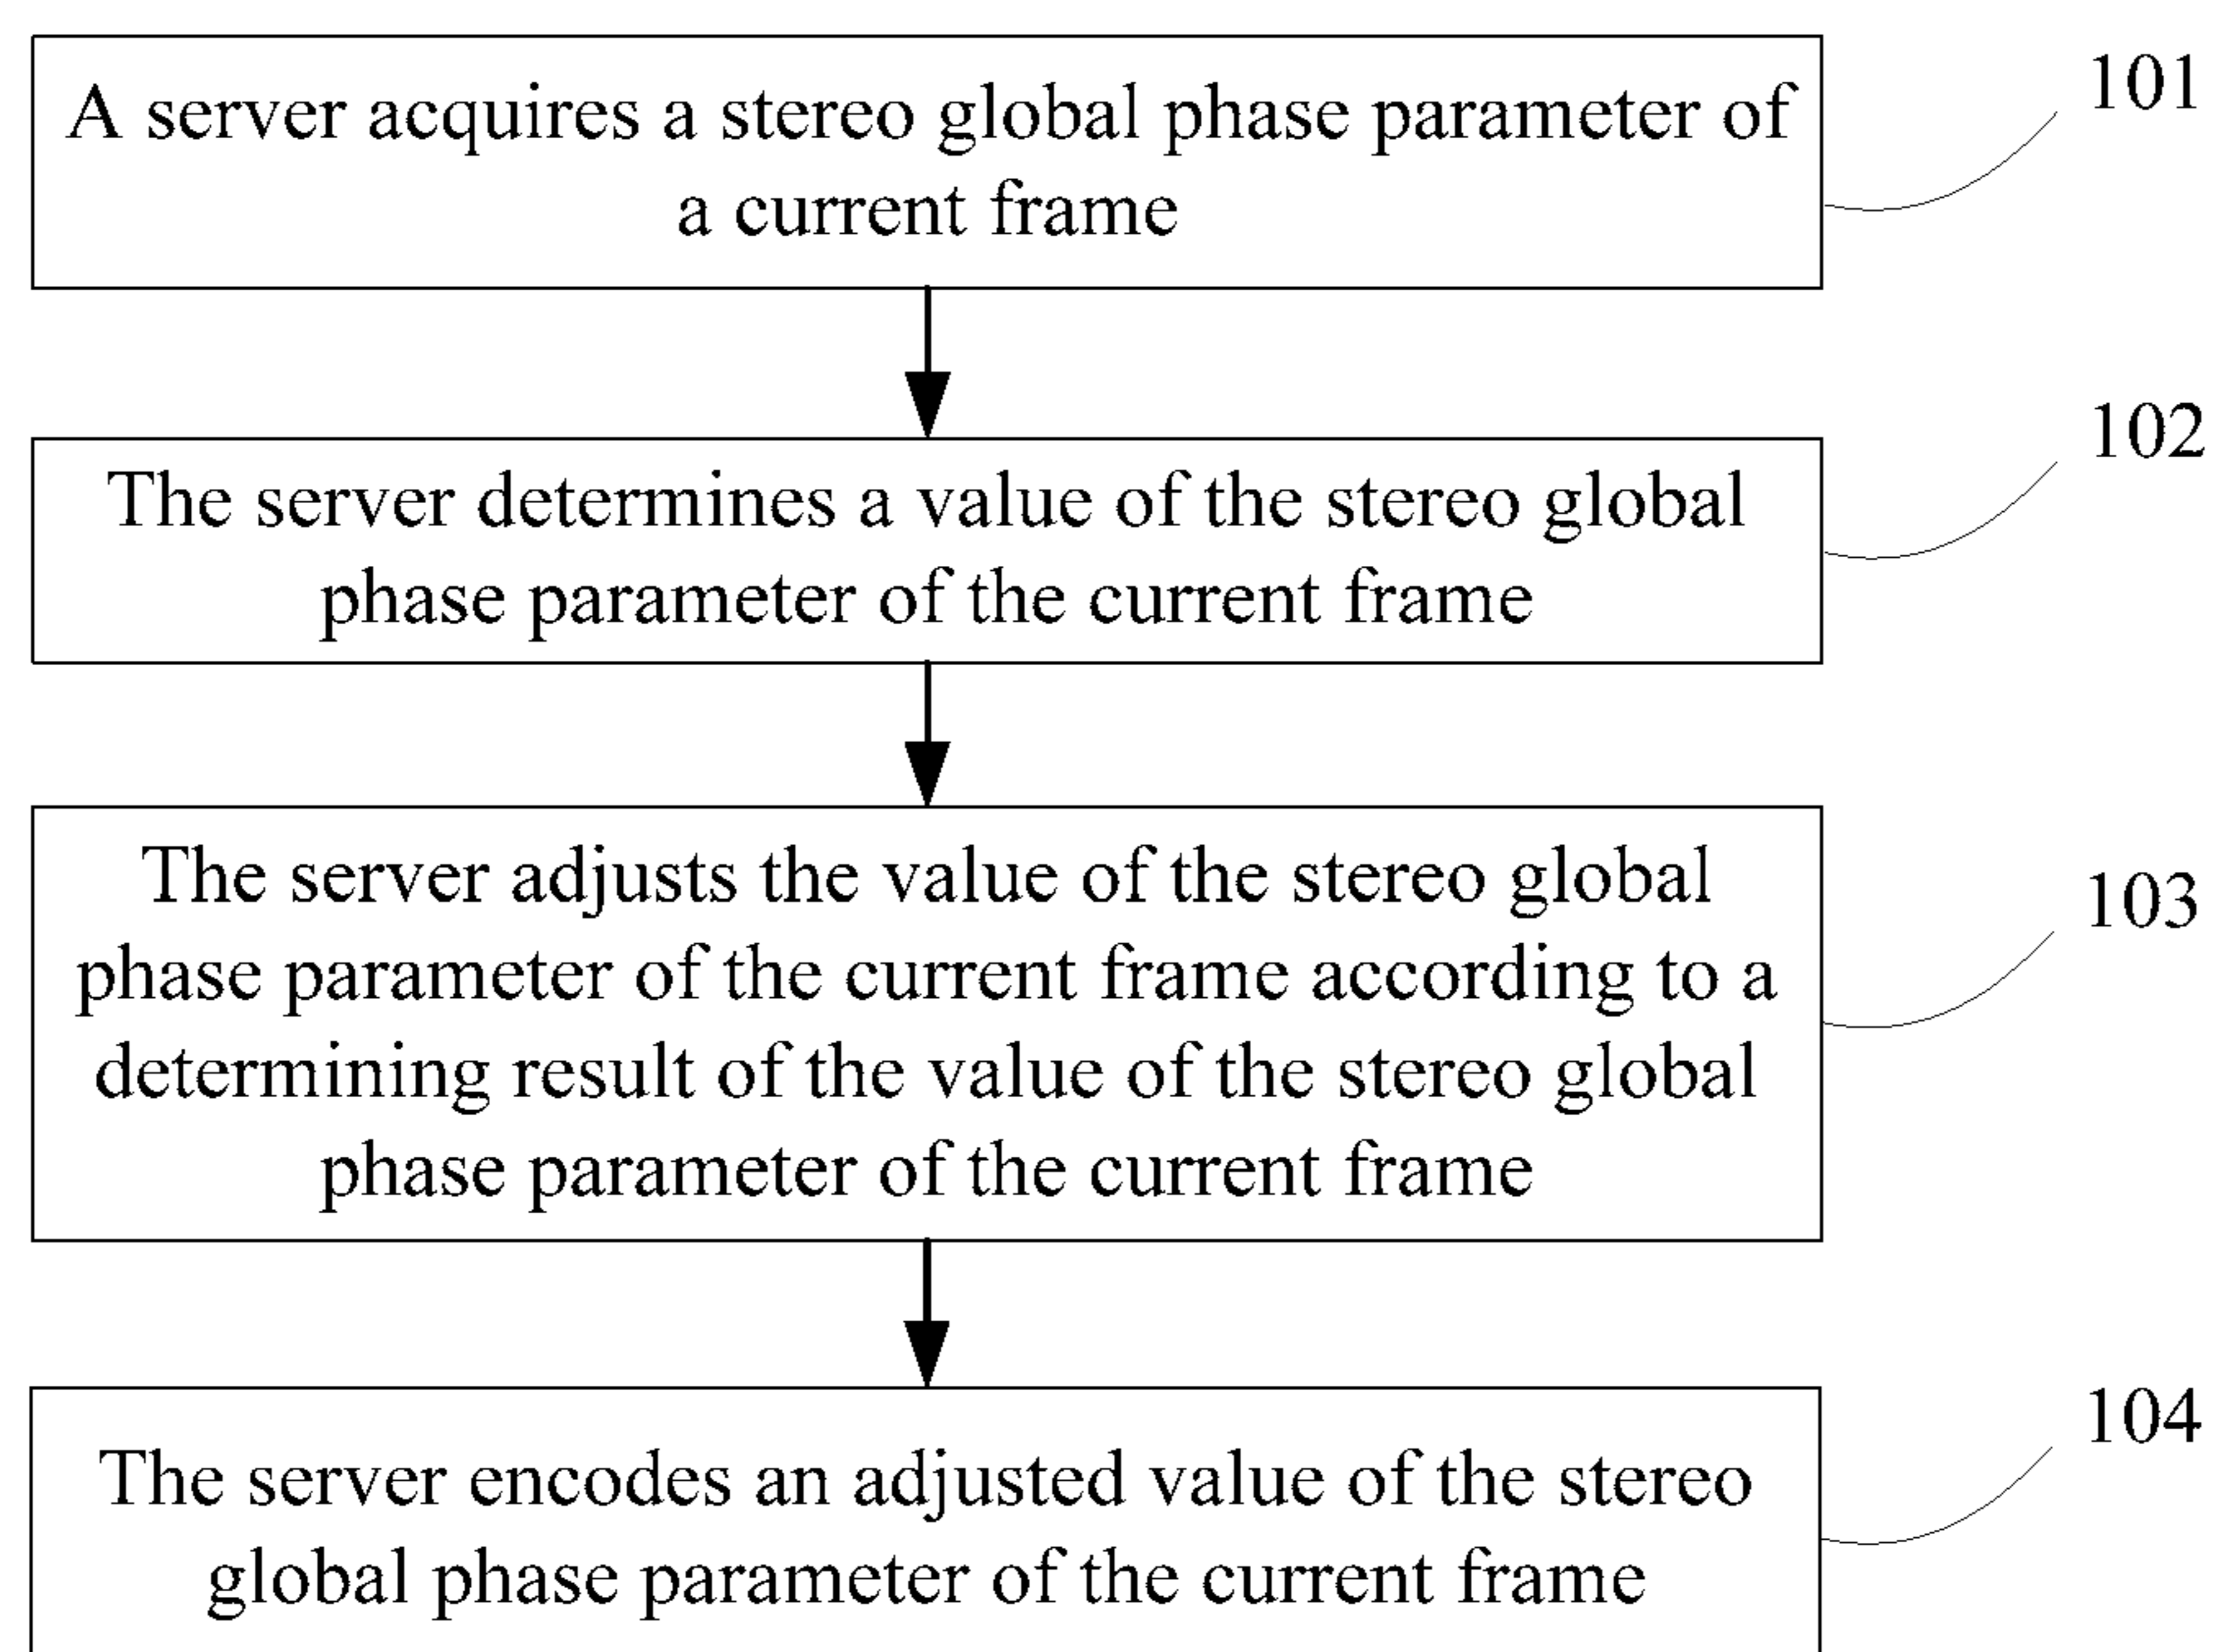 A server acquires a stereo global phase parameter of
a current frame
101
The server determines a value of the stereo global
phase parameter of the current frame
102
The server adjusts the value of the stereo global
phase parameter of the current frame according to a
determining result of the value of the stereo global
phase parameter of the current frame
103
The server encodes an adjusted value of the stereo
global phase parameter of the current frame
104